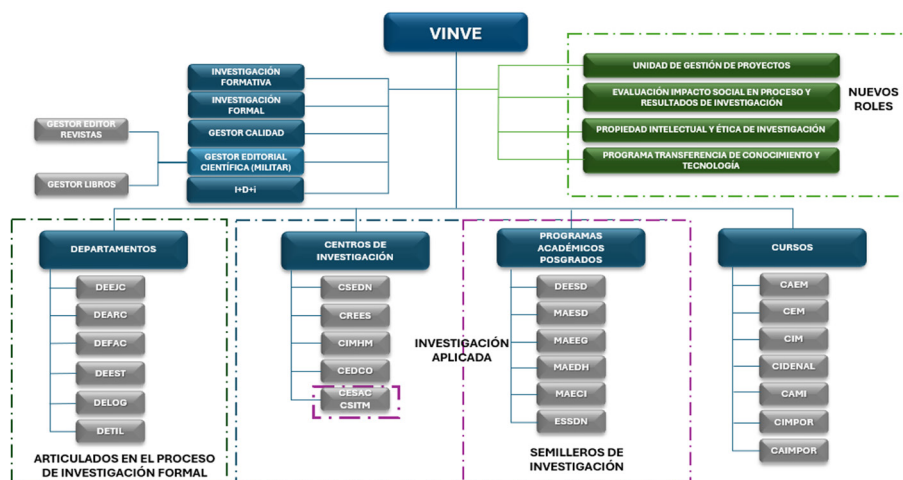 VINVE
INVESTIGACIÓN
FORMATIVA
INVESTIGACIÓN
FORMAL
GESTOR CALIDAD
GESTOR EDITORIAL
CIENTÍFICA (MILITAR)
I+D+i
GESTOR EDITOR
REVISTAS
GESTOR LIBROS
UNIDAD DE GESTIÓN DE PROYECTOS
EVALUACIÓN IMPACTO SOCIAL EN PROCESO Y
RESULTADOS DE INVESTIGACIÓN
PROPIEDAD INTELECTUAL Y ÉTICA DE INVESTIGACIÓN
PROGRAMA TRANSFERENCIA DE CONOCIMIENTO Y
TECNOLOGÍA
NUEVOS
ROLES
DEPARTAMENTOS
DEEJC
DEARC
DEFAC
DEEST
DELOG
DETIL
ARTICULADOS EN EL PROCESO
DE INVESTIGACIÓN FORMAL
CENTROS DE
INVESTIGACIÓN
CSEDN
CREES
CIMHM
CEDCO
CESAC
CSITM
INVESTIGACIÓN
APLICADA
PROGRAMAS
ACADÉMICOS
POSGRADOS
DEESD
MAESD
MAEEG
MAEDH
MAECI
ESSDN
SEMILLEROS DE
INVESTIGACIÓN
CURSOS
CAEM
CEM
CIM
CIDENAL
CAMI
CIMPOR
CAIMPOR